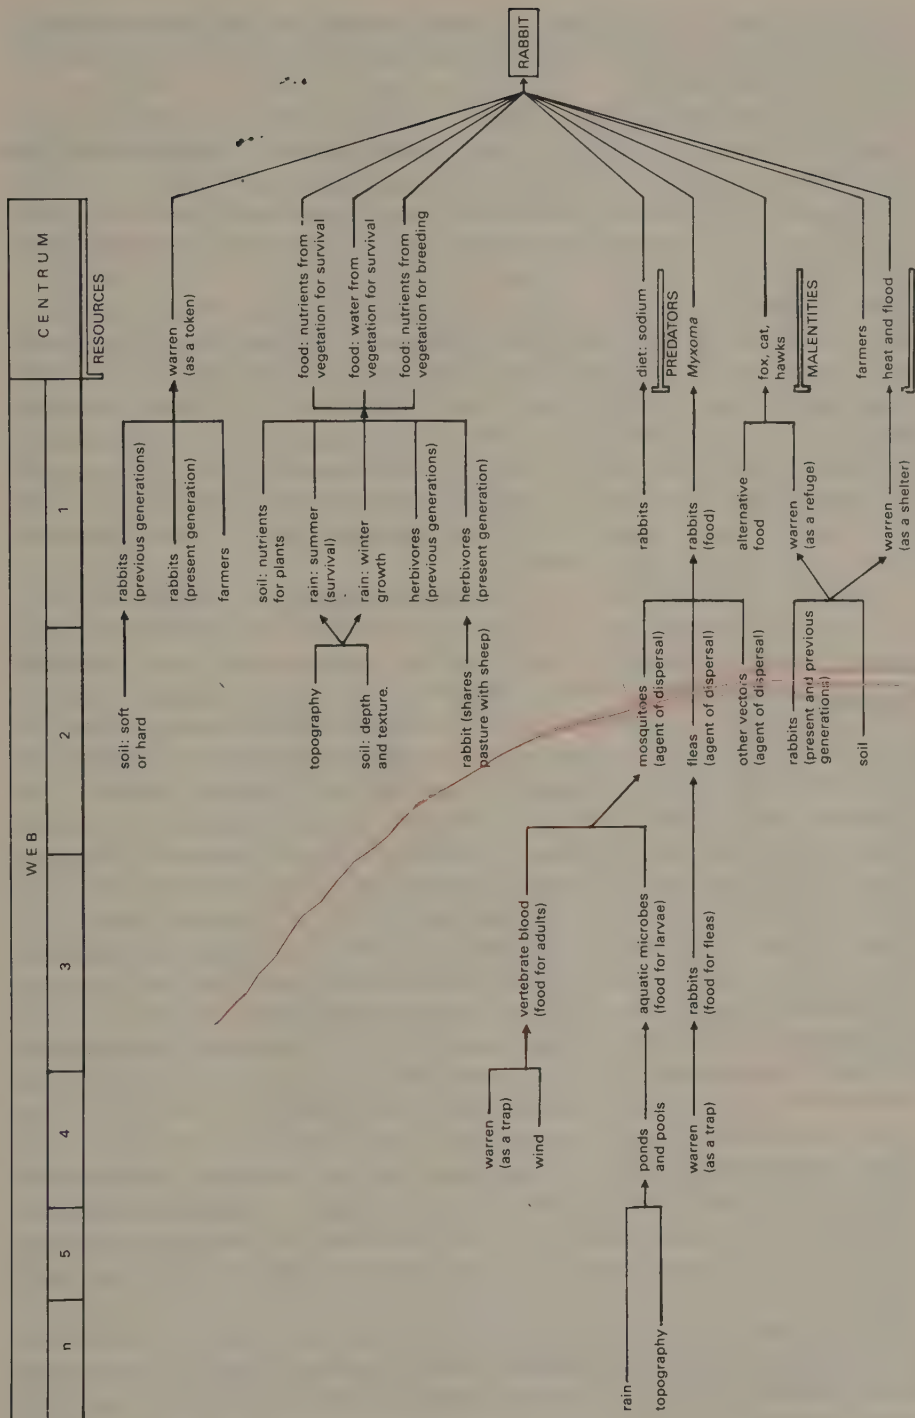 WEB
CENTRUM
n
5
4
3
2
1
RESOURCES
soil: soft
or hard
rabbits
(previous generations)
rabbits
(present generation)
farmers
warren
(as a token)
topography
soil: depth
and texture.
rabbit (shares
pasture with sheep)
soil: nutrients
for plants
rain: summer
(survival)
rain: winter
growth
herbivores
(previous generations)
herbivores
(present generation)
food: nutrients from
vegetation for survival
food: water from
vegetation for survival
food: nutrients from
vegetation for breeding
RABBIT
rabbits
diet: sodium
PREDATORS
rain
topography
warren
(as a trap)
wind
ponds
and pools
warren
(as a trap)
vertebrate blood
(food for adults)
aquatic microbes
(food for larvae)
rabbits
(food for fleas)
mosquitoes
(agent of dispersal)
fleas
(agent of dispersal)
other vectors
(agent of dispersal)
rabbits
(food)
Myxoma
rabbits
(present and previous
generations)
soil
alternative
food
warren
(as a refuge)
fox, cat,
hawks
MALENTITIES
farmers
warren
(as a shelter)
heat and flood